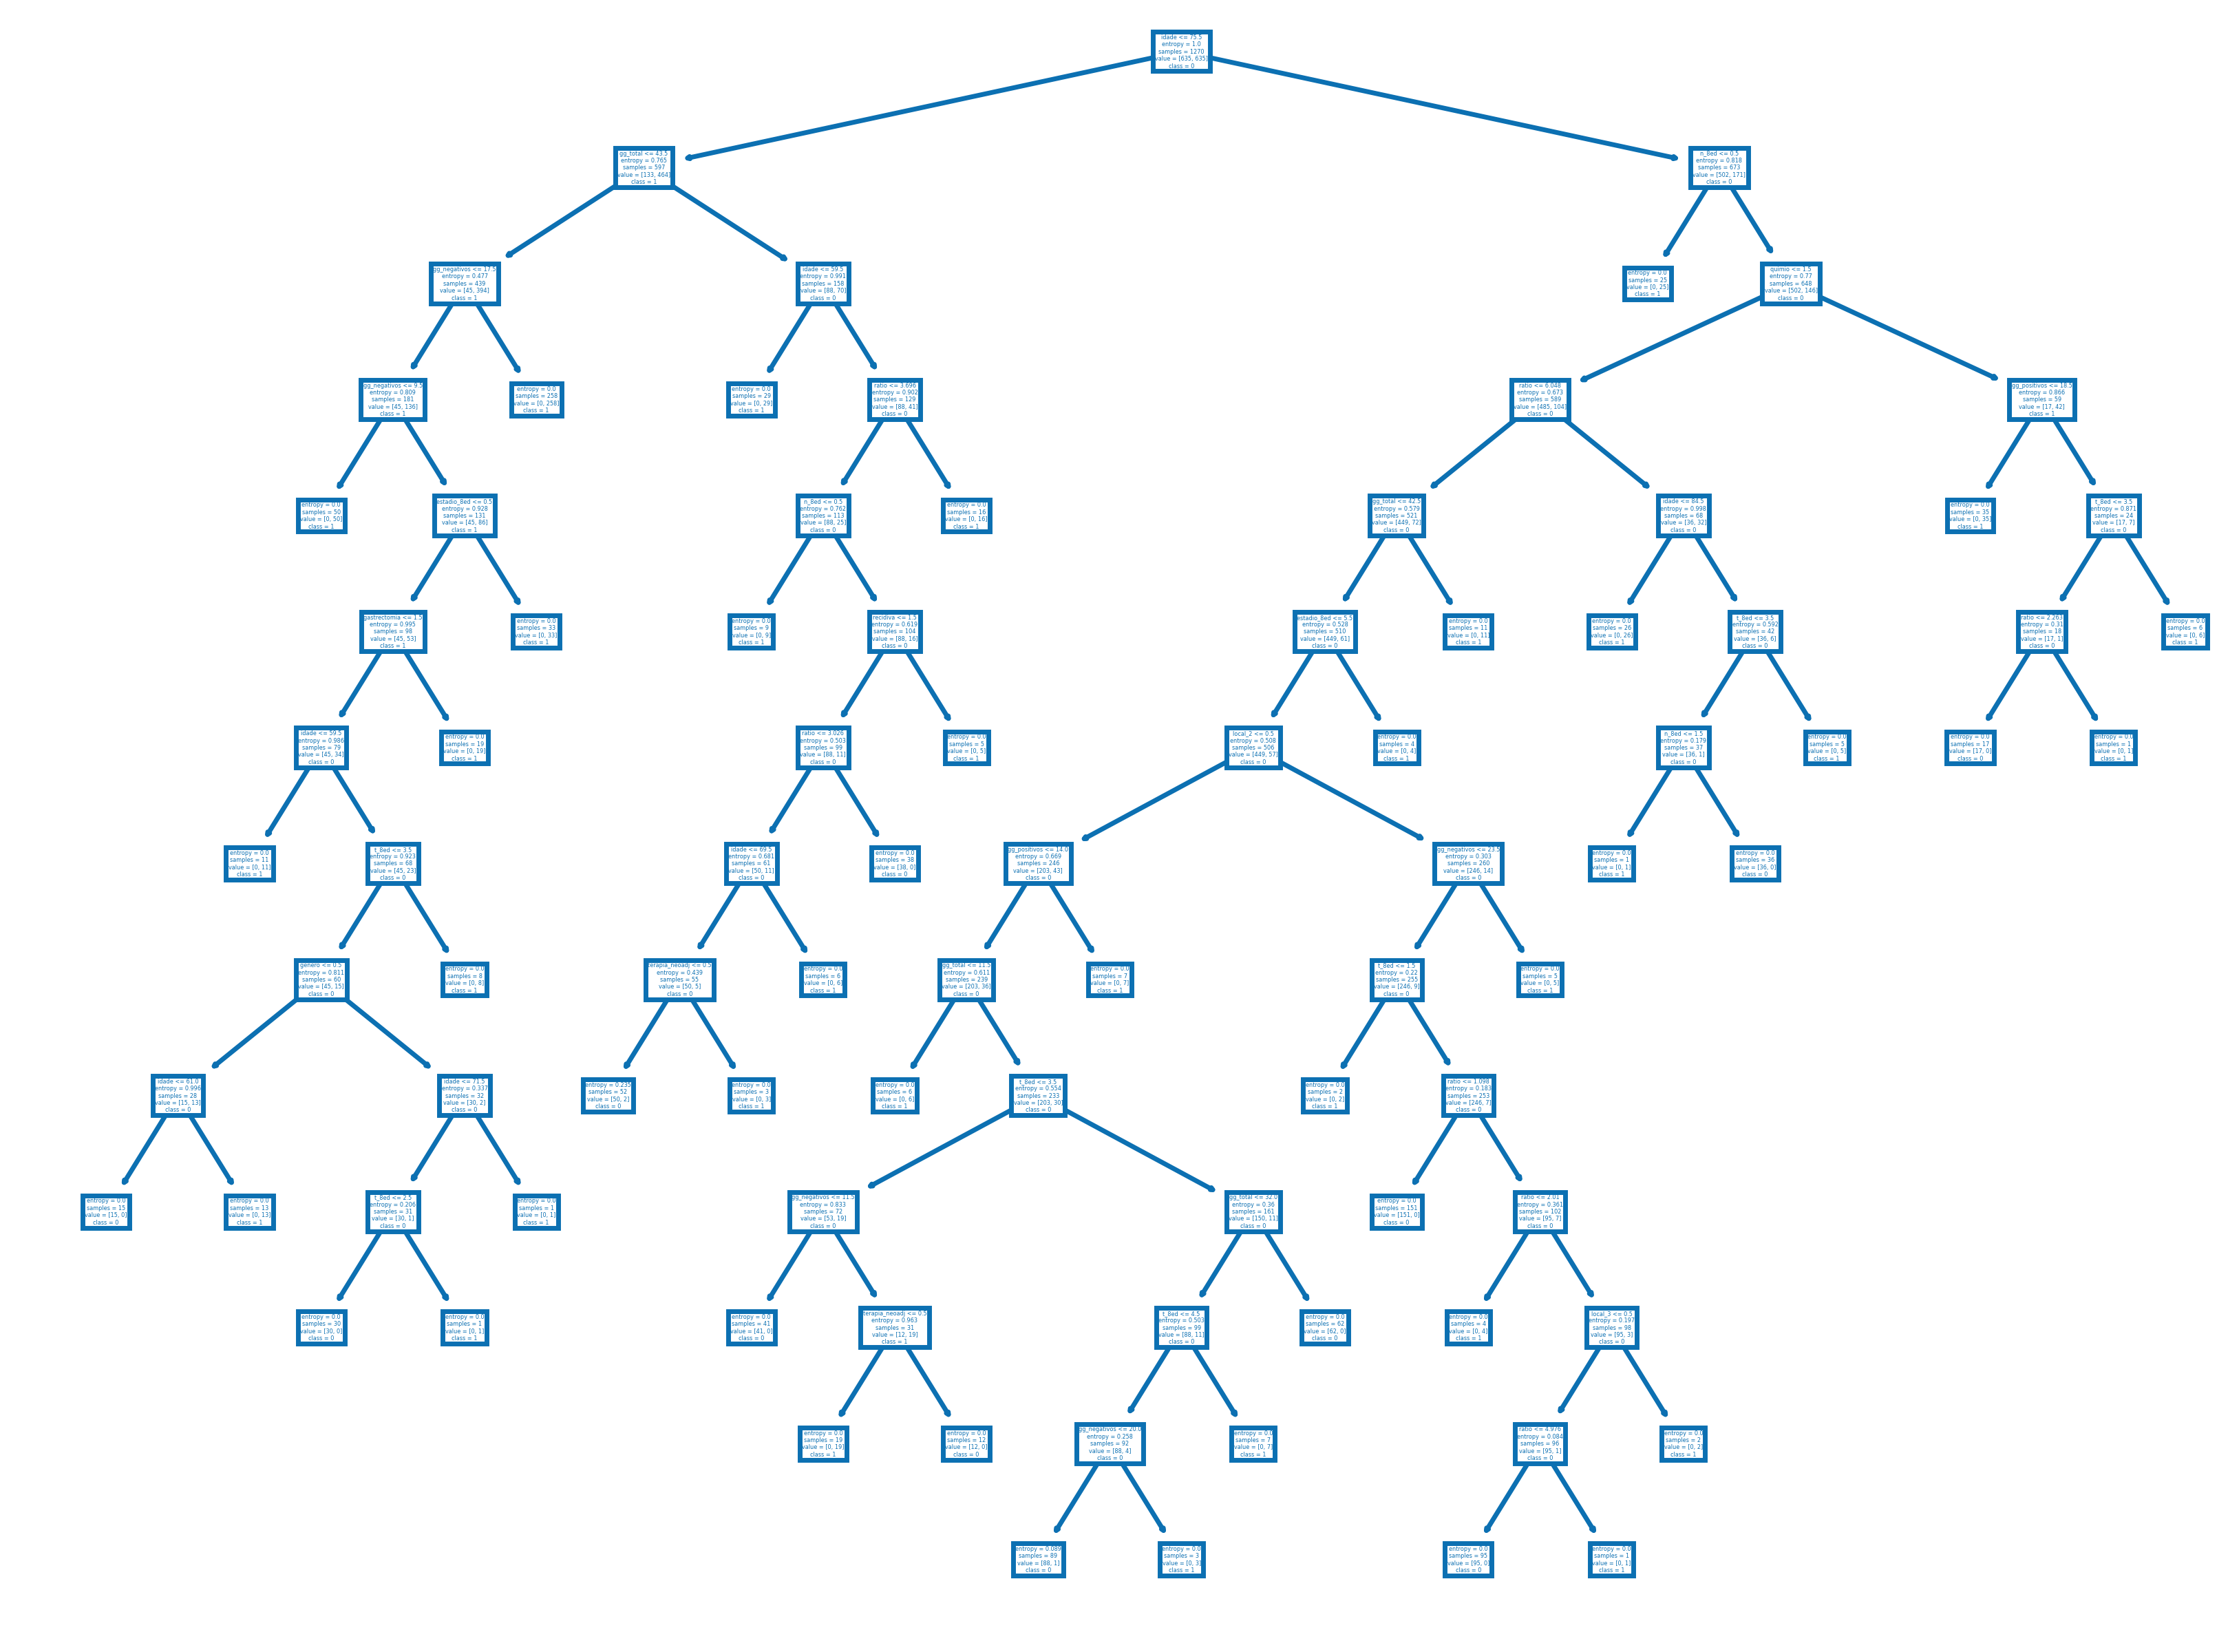 idade <= 75.5
entropy = 1.0
samples = 1270
value = [635, 635]
class = 0
gg_total <= 43.5
entropy = 0.765
samples = 597
value = [133, 464]
class = 1
n_8ed <= 0.5
entropy = 0.818
samples = 673
value = [502, 171]
class = 0
gg_negativos <= 17.5
entropy = 0.477
samples = 439
value = [45, 394]
class = 1
idade <= 59.5
entropy = 0.991
samples = 158
value = [88, 70]
class = 0
entropy = 0.0
samples = 25
value = [0, 25]
class = 1
quimio <= 1.5
entropy = 0.77
samples = 648
value = [502, 146]
class = 0
gg_negativos <= 9.5
entropy = 0.809
samples = 181
value = [45, 136]
class = 1
entropy = 0.0
samples = 258
value = [0, 258]
class = 1
entropy = 0.0
samples = 29
value = [0, 29]
class = 1
ratio <= 3.696
entropy = 0.902
samples = 129
value = [88, 41]
class = 0
ratio <= 6.048
entropy = 0.673
samples = 589
value = [485, 104]
class = 0
gg_positivos <= 18.5
entropy = 0.866
samples = 59
value = [17, 42]
class = 1
entropy = 0.0
samples = 50
value = [0, 50]
class = 1
estadio_8ed <= 0.5
entropy = 0.928
samples = 131
value = [45, 86]
class = 1
n_8ed <= 0.5
entropy = 0.762
samples = 113
value = [88, 25]
class = 0
entropy = 0.0
samples = 16
value = [0, 16]
class = 1
gg_total <= 42.5
entropy = 0.579
samples = 521
value = [449, 72]
class = 0
idade <= 84.5
entropy = 0.998
samples = 68
value = [36, 32]
class = 0
entropy = 0.0
samples = 35
value = [0, 35]
class = 1
t_8ed <= 3.5
entropy = 0.871
samples = 24
value = [17, 7]
class = 0
gastrectomia <= 1.5
entropy = 0.995
samples = 98
value = [45, 53]
class = 1
entropy = 0.0
samples = 33
value = [0, 33]
class = 1
entropy = 0.0
samples = 9
value = [0, 9]
class = 1
recidiva <= 1.5
entropy = 0.619
samples = 104
value = [88, 16]
class = 0
estadio_8ed <= 5.5
entropy = 0.528
samples = 510
value = [449, 61]
class = 0
entropy = 0.0
samples = 11
value = [0, 11]
class = 1
entropy = 0.0
samples = 26
value = [0, 26]
class = 1
t_8ed <= 3.5
entropy = 0.592
samples = 42
value = [36, 6]
class = 0
ratio <= 2.263
entropy = 0.31
samples = 18
value = [17, 1]
class = 0
entropy = 0.0
samples = 6
value = [0, 6]
class = 1
idade <= 59.5
entropy = 0.986
samples = 79
value = [45, 34]
class = 0
entropy = 0.0
samples = 19
value = [0, 19]
class = 1
ratio <= 3.026
entropy = 0.503
samples = 99
value = [88, 11]
class = 0
entropy = 0.0
samples = 5
value = [0, 5]
class = 1
local_2 <= 0.5
entropy = 0.508
samples = 506
value = [449, 57]
class = 0
entropy = 0.0
samples = 4
value = [0, 4]
class = 1
n_8ed <= 1.5
entropy = 0.179
samples = 37
value = [36, 1]
class = 0
entropy = 0.0
samples = 5
value = [0, 5]
class = 1
entropy = 0.0
samples = 17
value = [17, 0]
class = 0
entropy = 0.0
samples = 1
value = [0, 1]
class = 1
entropy = 0.0
samples = 11
value = [0, 11]
class = 1
t_8ed <= 3.5
entropy = 0.923
samples = 68
value = [45, 23]
class = 0
idade <= 69.5
entropy = 0.681
samples = 61
value = [50, 11]
class = 0
entropy = 0.0
samples = 38
value = [38, 0]
class = 0
gg_positivos <= 14.0
entropy = 0.669
samples = 246
value = [203, 43]
class = 0
gg_negativos <= 23.5
entropy = 0.303
samples = 260
value = [246, 14]
class = 0
entropy = 0.0
samples = 1
value = [0, 1]
class = 1
entropy = 0.0
samples = 36
value = [36, 0]
class = 0
genero <= 0.5
entropy = 0.811
samples = 60
value = [45, 15]
class = 0
entropy = 0.0
samples = 8
value = [0, 8]
class = 1
terapia_neoadj <= 0.5
entropy = 0.439
samples = 55
value = [50, 5]
class = 0
entropy = 0.0
samples = 6
value = [0, 6]
class = 1
gg_total <= 11.5
entropy = 0.611
samples = 239
value = [203, 36]
class = 0
entropy = 0.0
samples = 7
value = [0, 7]
class = 1
t_8ed <= 1.5
entropy = 0.22
samples = 255
value = [246, 9]
class = 0
entropy = 0.0
samples = 5
value = [0, 5]
class = 1
idade <= 61.0
entropy = 0.996
samples = 28
value = [15, 13]
class = 0
idade <= 71.5
entropy = 0.337
samples = 32
value = [30, 2]
class = 0
entropy = 0.235
samples = 52
value = [50, 2]
class = 0
entropy = 0.0
samples = 3
value = [0, 3]
class = 1
entropy = 0.0
samples = 6
value = [0, 6]
class = 1
t_8ed <= 3.5
entropy = 0.554
samples = 233
value = [203, 30]
class = 0
entropy = 0.0
samples = 2
value = [0, 2]
class = 1
ratio <= 1.098
entropy = 0.183
samples = 253
value = [246, 7]
class = 0
entropy = 0.0
samples = 15
value = [15, 0]
class = 0
entropy = 0.0
samples = 13
value = [0, 13]
class = 1
t_8ed <= 2.5
entropy = 0.206
samples = 31
value = [30, 1]
class = 0
entropy = 0.0
samples = 1
value = [0, 1]
class = 1
gg_negativos <= 11.5
entropy = 0.833
samples = 72
value = [53, 19]
class = 0
gg_total <= 32.0
entropy = 0.36
samples = 161
value = [150, 11]
class = 0
entropy = 0.0
samples = 151
value = [151, 0]
class = 0
ratio <= 2.01
entropy = 0.361
samples = 102
value = [95, 7]
class = 0
entropy = 0.0
samples = 30
value = [30, 0]
class = 0
entropy = 0.0
samples = 1
value = [0, 1]
class = 1
entropy = 0.0
samples = 41
value = [41, 0]
class = 0
terapia_neoadj <= 0.5
entropy = 0.963
samples = 31
value = [12, 19]
class = 1
t_8ed <= 4.5
entropy = 0.503
samples = 99
value = [88, 11]
class = 0
entropy = 0.0
samples = 62
value = [62, 0]
class = 0
entropy = 0.0
samples = 4
value = [0, 4]
class = 1
local_3 <= 0.5
entropy = 0.197
samples = 98
value = [95, 3]
class = 0
entropy = 0.0
samples = 19
value = [0, 19]
class = 1
entropy = 0.0
samples = 12
value = [12, 0]
class = 0
gg_negativos <= 20.0
entropy = 0.258
samples = 92
value = [88, 4]
class = 0
entropy = 0.0
samples = 7
value = [0, 7]
class = 1
ratio <= 4.976
entropy = 0.084
samples = 96
value = [95, 1]
class = 0
entropy = 0.0
samples = 2
value = [0, 2]
class = 1
entropy = 0.089
samples = 89
value = [88, 1]
class = 0
entropy = 0.0
samples = 3
value = [0, 3]
class = 1
entropy = 0.0
samples = 95
value = [95, 0]
class = 0
entropy = 0.0
samples = 1
value = [0, 1]
class = 1